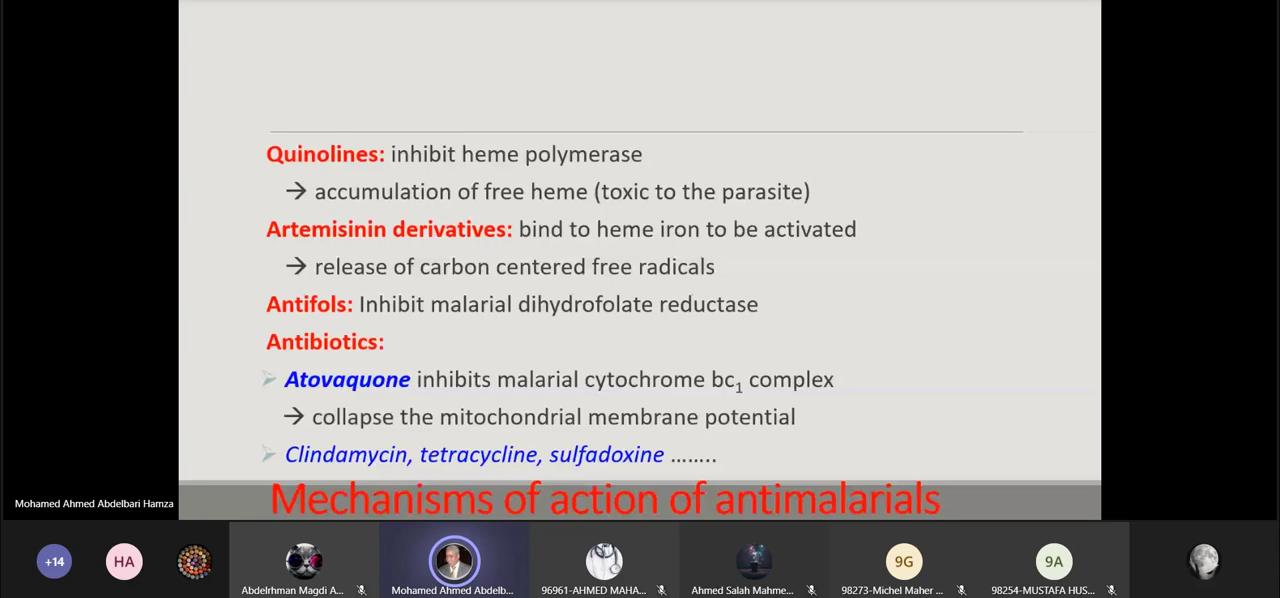 Quinolines: inhibit heme polymerase
→ accumulation of free heme (toxic to the parasite)
Artemisinin derivatives: bind to heme iron to be activated
→ release of carbon centered free radicals
Antifols: Inhibit malarial dihydrofolate reductase
Antibiotics:
➢ Atovaquone inhibits malarial cytochrome bc₁ complex
→ collapse the mitochondrial membrane potential
➢ Clindamycin, tetracycline, sulfadoxine ........
Mechanisms of action of antimalarials
Mohamed Ahmed Abdelbari Hamza
+14 HA 9G 9A
Abdelrhman Magdi A... Mohamed Ahmed Abdelb... 96961-AHMED MAHA... Ahmed Salah Mahme... 98273-Michel Maher ... 98254-MUSTAFA HUS...